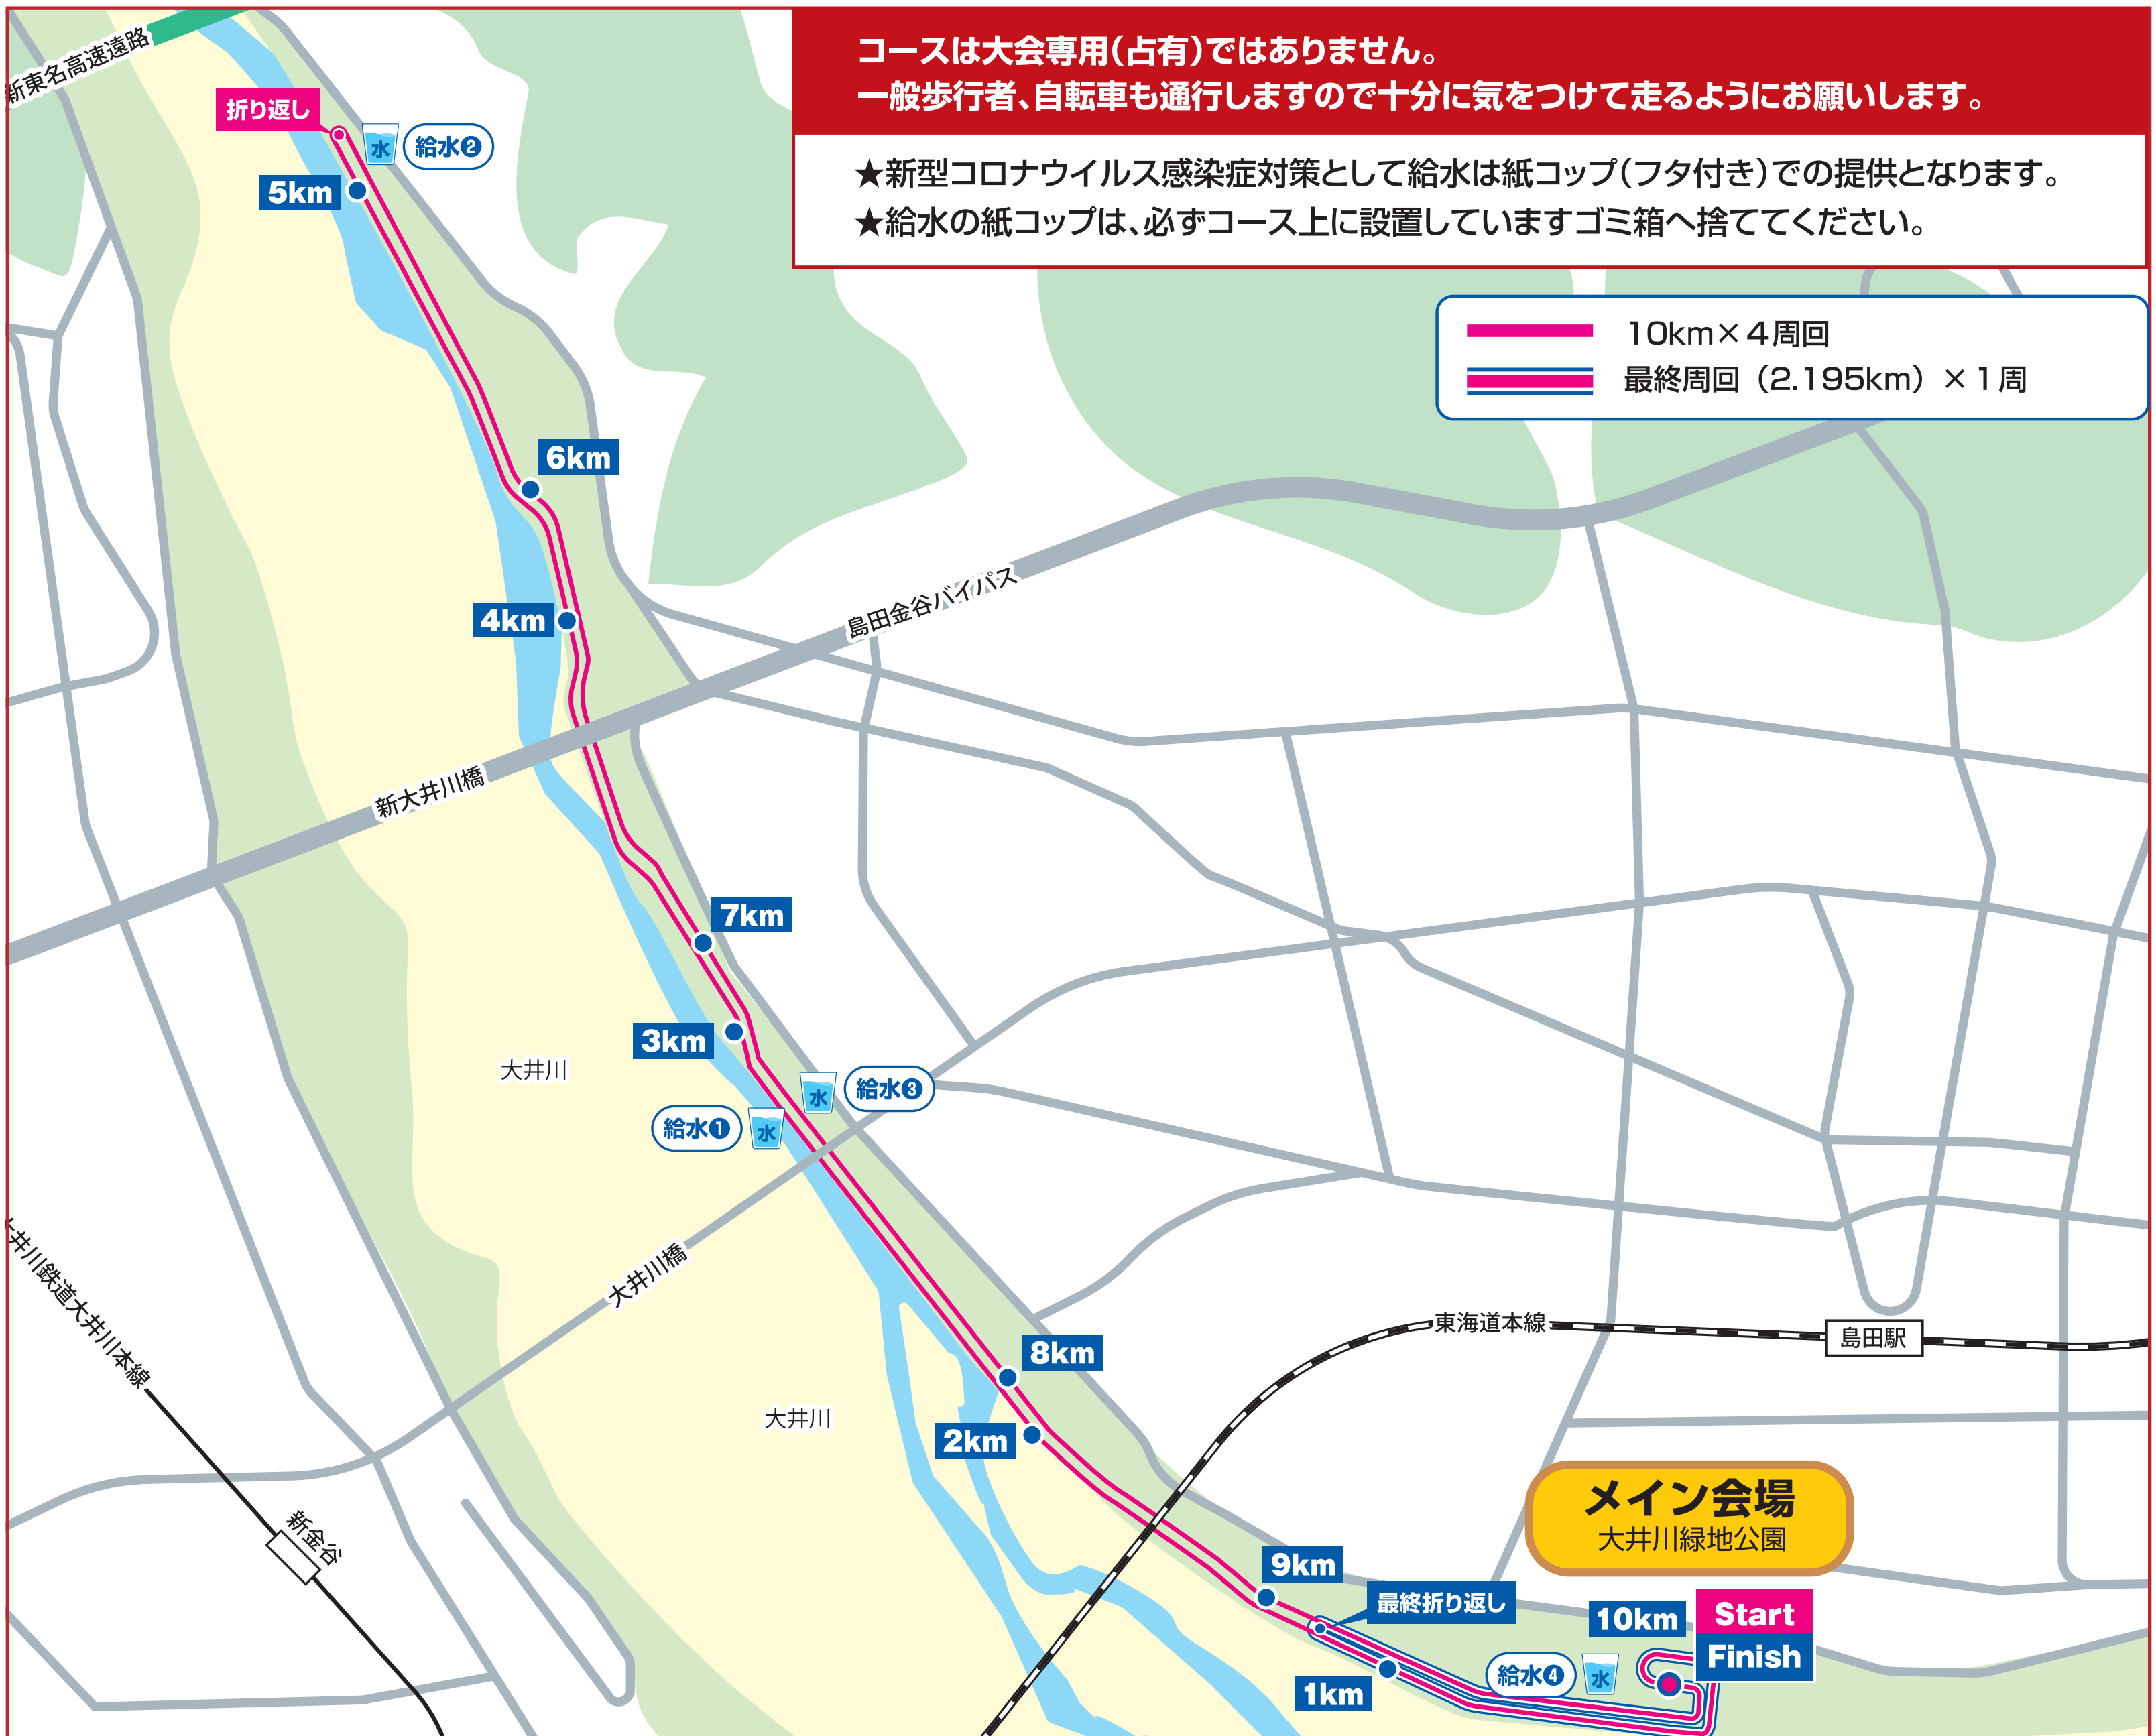 コースは大会専用(占有)ではありません。
一般歩行者、自転車も通行しますので十分に気をつけて走るようにお願いします。
★新型コロナウイルス感染症対策として給水は紙コップ(フタ付き)での提供となります。
★給水の紙コップは、必ずコース上に設置していますゴミ箱へ捨ててください。
10km×4周回
最終周回（2.195km）×1周
新東名高速遠路
折り返し
水
給水❷
5km
6km
4km
島田金谷バイパス
新大井川橋
7km
3km
大井川
水
給水❸
給水❶
水
大井川橋
大井川鉄道大井川本線
東海道本線
島田駅
8km
大井川
2km
メイン会場
大井川緑地公園
新金谷
9km
最終折り返し
10km
Start
Finish
給水❹
水
1km